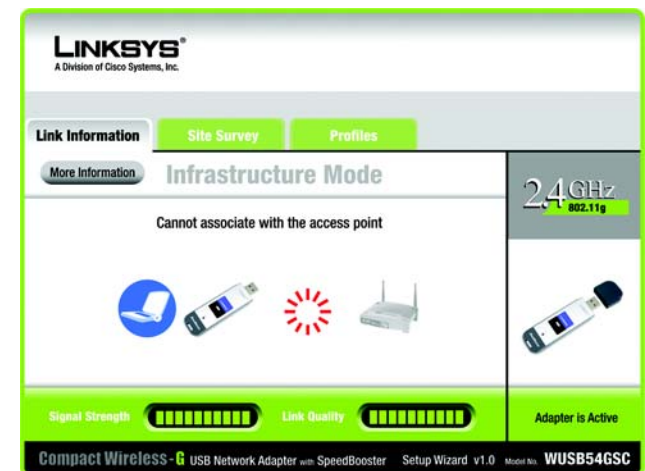 LINKSYS®
A Division of Cisco Systems, Inc.
Link Information Site Survey Profiles
More Information Infrastructure Mode
2.4GHz
802.11g
Cannot associate with the access point
Signal Strength Link Quality Adapter is Active
Compact Wireless-G USB Network Adapter with SpeedBooster Setup Wizard v1.0 Model No. WUSB54GSC